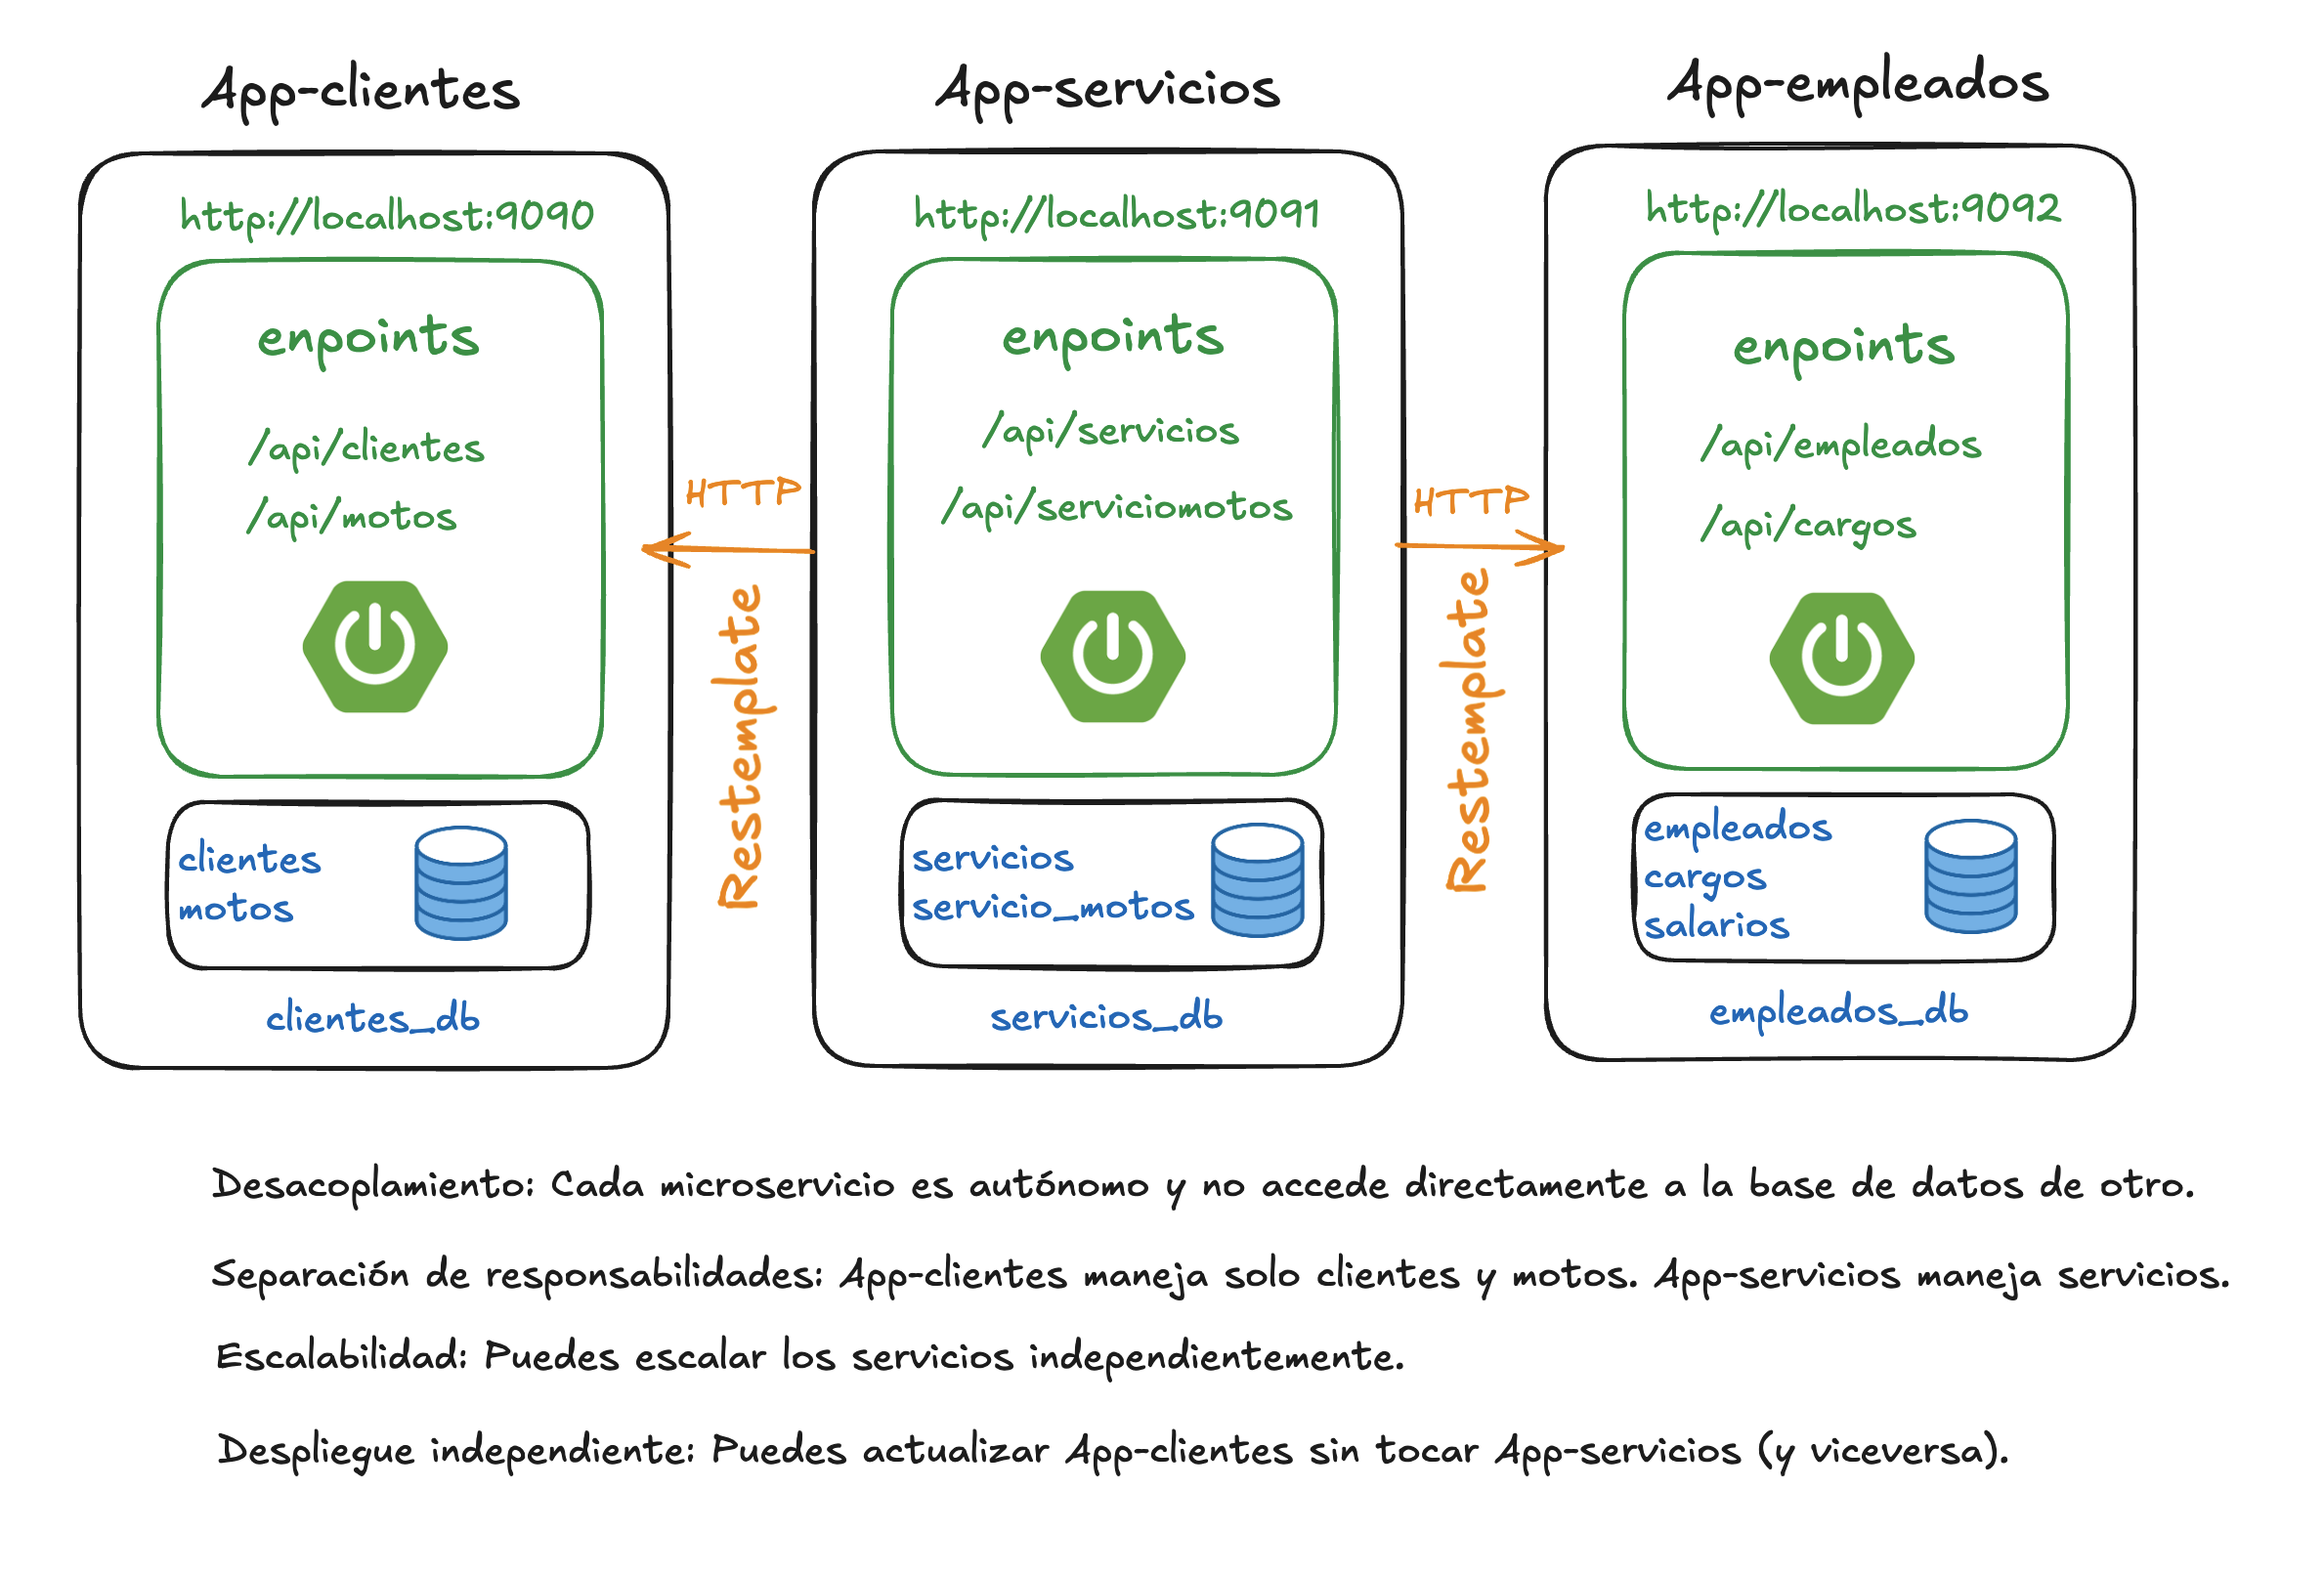 App-clientes
http://localhost:9090
enpoints
/api/clientes
/api/motos
clientes
motos
clientes_db
HTTP
Restemplate
App-servicios
http://localhost:9091
enpoints
/api/servicios
/api/serviciomotos
servicios
servicio_motos
servicios_db
HTTP
Restemplate
App-empleados
http://localhost:9092
enpoints
/api/empleados
/api/cargos
empleados
cargos
salarios
empleados_db
Desacoplamiento: Cada microservicio es autónomo y no accede directamente a la base de datos de otro.
Separación de responsabilidades: App-clientes maneja solo clientes y motos. App-servicios maneja servicios.
Escalabilidad: Puedes escalar los servicios independientemente.
Despliegue independiente: Puedes actualizar App-clientes sin tocar App-servicios (y viceversa).